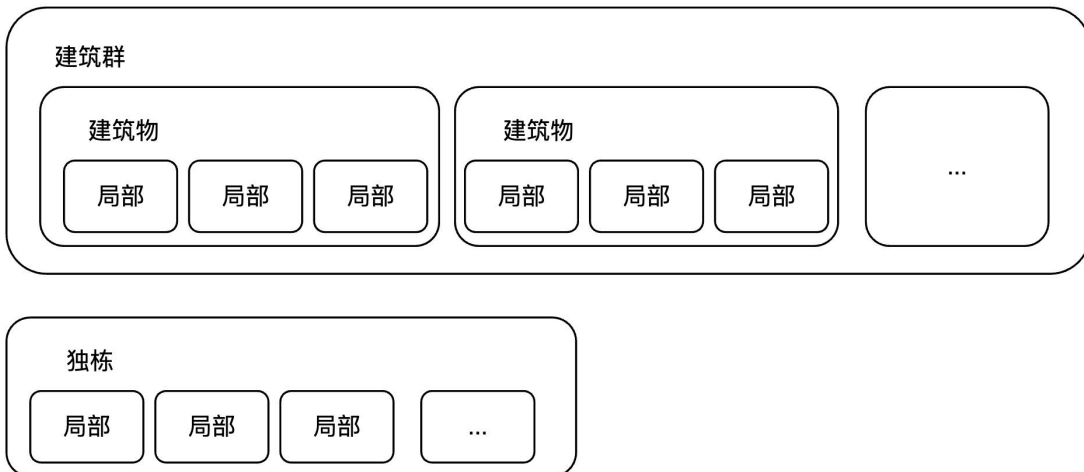 建筑群
建筑物 建筑物
局部 局部 局部 局部 局部 局部 ...
独栋
局部 局部 局部 ...